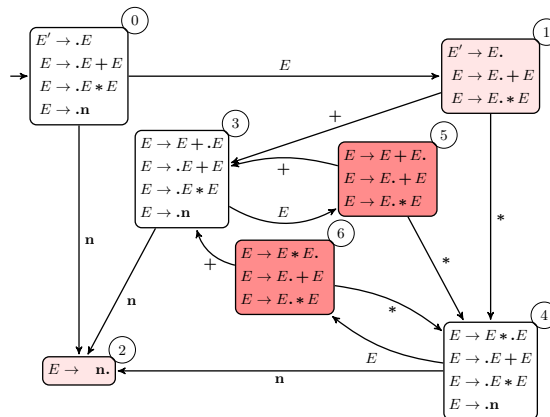 0
E′ → .E
E → .E + E
E → .E * E
E → .n
1
E′ → E.
E → E. + E
E → E. * E
E
+
3
E → E + .E
E → .E + E
E → .E * E
E → .n
5
E → E + E.
E → E. + E
E → E. * E
+
E
n
*
6
E → E * E.
E → E. + E
E → E. * E
+
*
*
n
4
E → E * .E
E → .E + E
E → .E * E
E → .n
E
n
2
E → n.